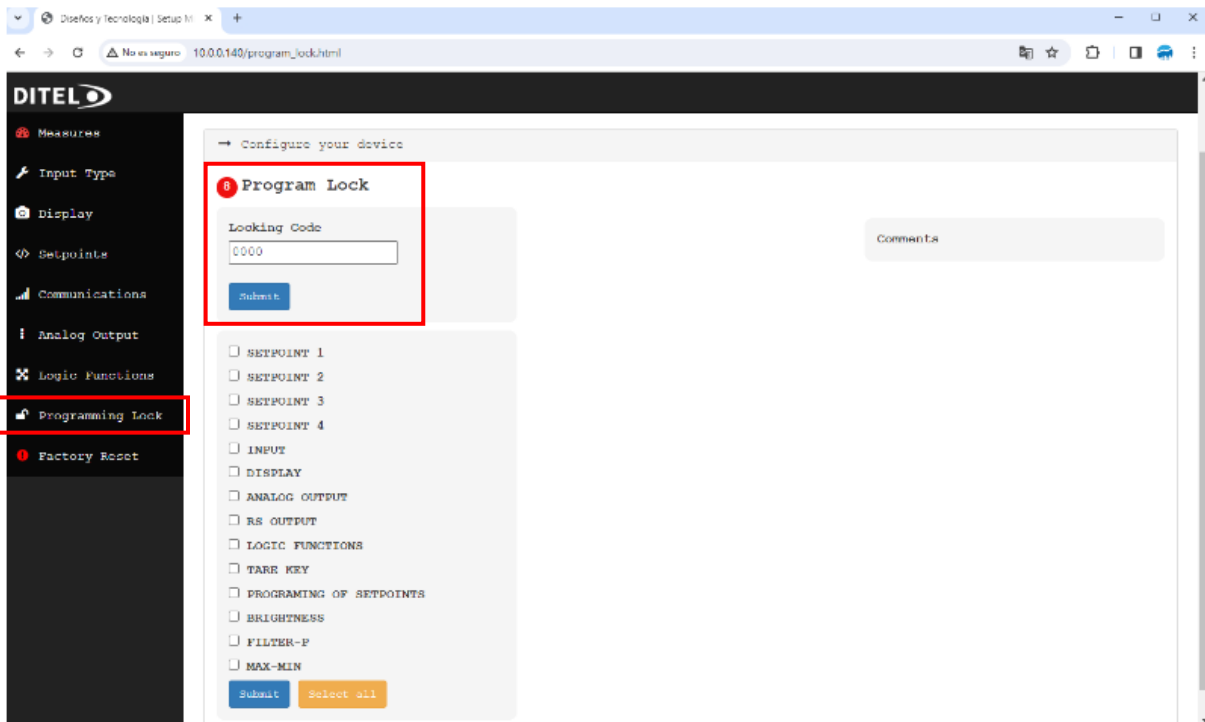 Diseños y Tecnología | Setup M
No es seguro 10.0.0.140/program_lock.html
DITEL
Measures
Input Type
Display
Setpoints
Communications
Analog Output
Logic Functions
Programming Lock
Factory Reset
→ Configure your device
8 Program Lock
Looking Code
0000
Submit
Comments
SETPOINT 1
SETPOINT 2
SETPOINT 3
SETPOINT 4
INPUT
DISPLAY
ANALOG OUTPUT
RS OUTPUT
LOGIC FUNCTIONS
TARE KEY
PROGRAMING OF SETPOINTS
BRIGHTNESS
FILTER-P
MAX-MIN
Submit Select all